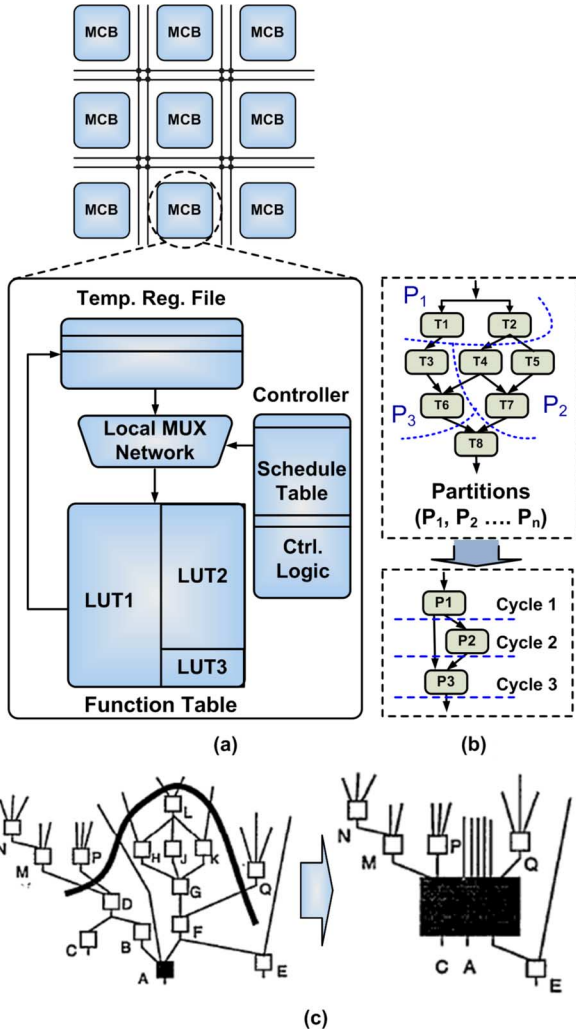 MCB MCB MCB
MCB MCB MCB
MCB MCB MCB
Temp. Reg. File
Controller
Local MUX
Network
Schedule
Table
Ctrl.
Logic
LUT1
LUT2
LUT3
Function Table
(a)
P1
T1 T2
T3 T4 T5
T6 T7
P3 P2
T8
Partitions
(P1, P2 .... Pn)
P1 Cycle 1
P2 Cycle 2
P3 Cycle 3
(b)
L
N H J K
M P G Q
D
C B F
A E
N P Q
M
C A
E
(c)